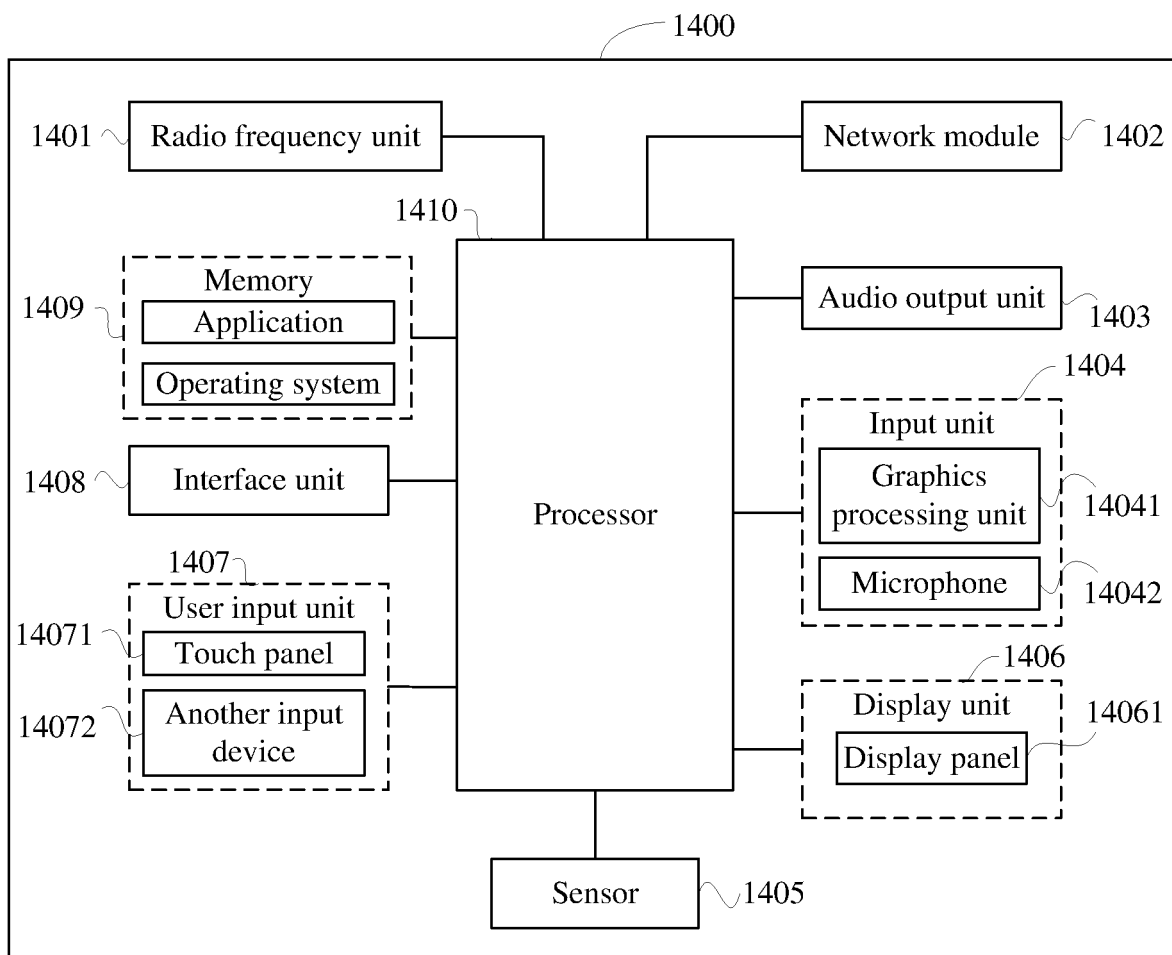 1400
1401
Radio frequency unit
Network module
1402
1410
Memory
1409
Application
Operating system
Audio output unit
1403
1404
Input unit
Graphics
processing unit
14041
Microphone
14042
1408
Interface unit
Processor
1407
User input unit
14071
Touch panel
14072
Another input
device
1406
Display unit
14061
Display panel
Sensor
1405